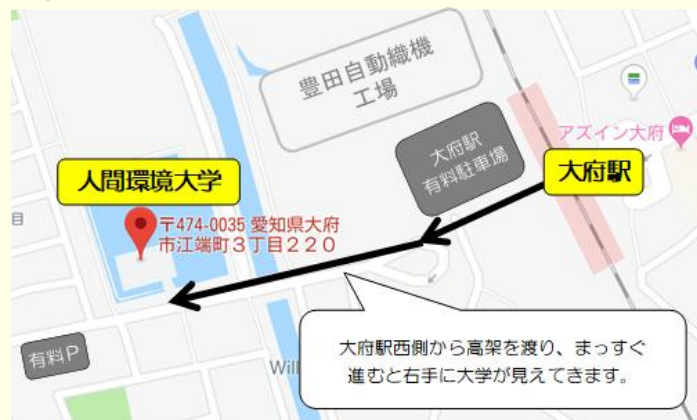 豊田自動織機
工場
大府駅
有料駐車場
アズイン大府
大府駅
人間環境大学
〒474-0035 愛知県大府
市江端町3丁目220
目
有料P
Will
大府駅西側から高架を渡り、まっすぐ
進むと右手に大学が見えてきます。